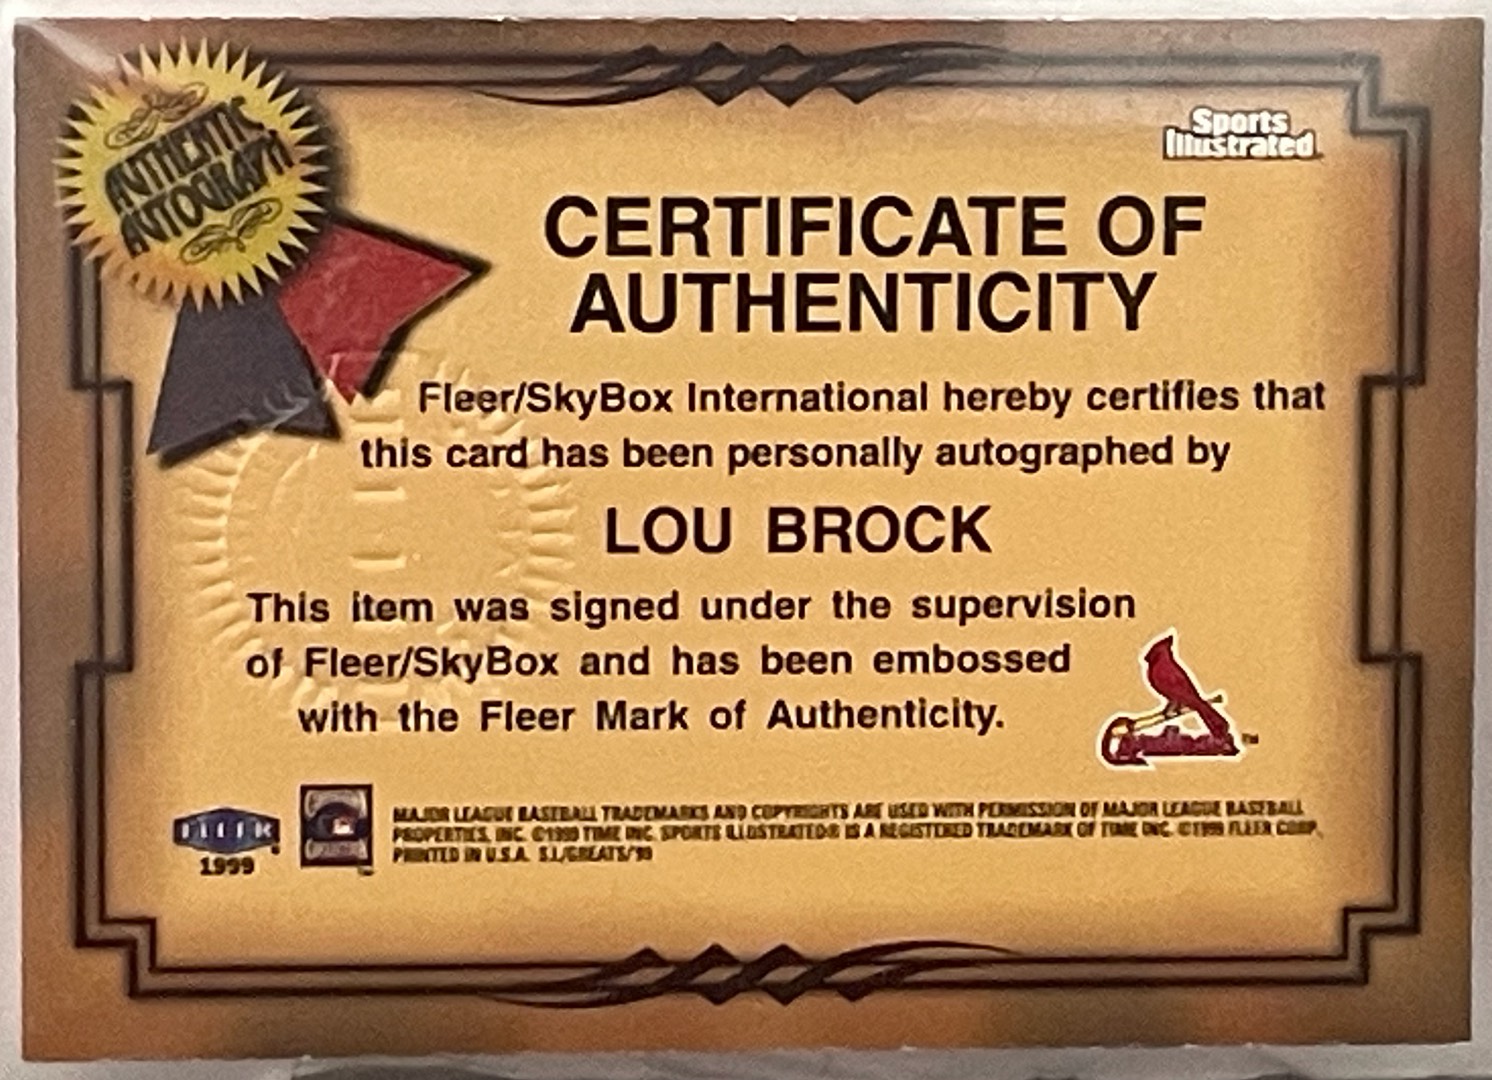 AUTHENTIC
AUTOGRAPH
Sports
Illustrated
CERTIFICATE OF
AUTHENTICITY
Fleer/SkyBox International hereby certifies that
this card has been personally autographed by
LOU BROCK
This item was signed under the supervision
of Fleer/SkyBox and has been embossed
with the Fleer Mark of Authenticity.
Cardinals TM
FLEER
1999
MAJOR LEAGUE BASEBALL TRADEMARKS AND COPYRIGHTS ARE USED WITH PERMISSION OF MAJOR LEAGUE BASEBALL
PROPERTIES, INC. ©1999 TIME INC. SPORTS ILLUSTRATED® IS A REGISTERED TRADEMARK OF TIME INC. ©1999 FLEER CORP.
PRINTED IN U.S.A. S.I./GREATS/'99